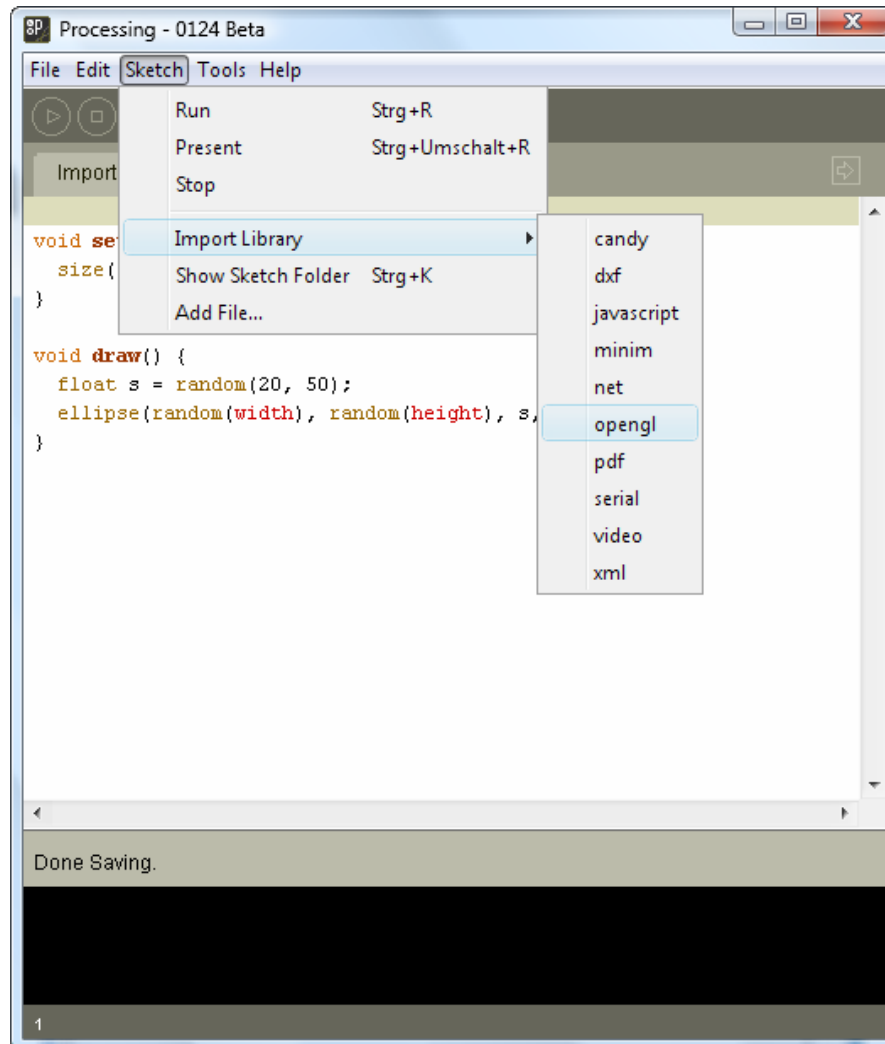 Processing - 0124 Beta
File Edit Sketch Tools Help
Run Strg+R
Present Strg+Umschalt+R
Stop
Import Library
Show Sketch Folder Strg+K
Add File...
candy
dxf
javascript
minim
net
opengl
pdf
serial
video
xml
Import
void se
size(
}
void draw() {
float s = random(20, 50);
ellipse(random(width), random(height), s,
}
Done Saving.
1